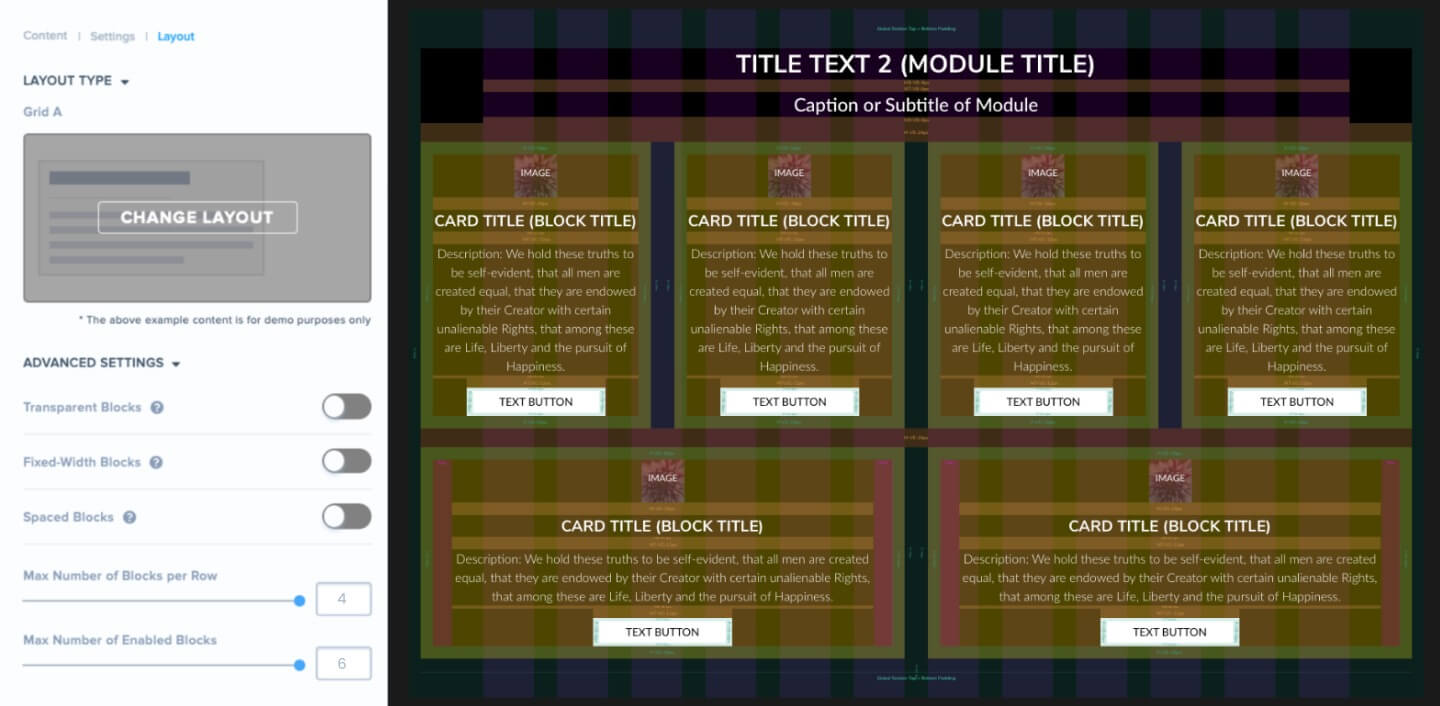 Content | Settings | Layout
LAYOUT TYPE
Grid A
CHANGE LAYOUT
* The above example content is for demo purposes only
ADVANCED SETTINGS
Transparent Blocks ?
Fixed-Width Blocks ?
Spaced Blocks ?
Max Number of Blocks per Row
4
Max Number of Enabled Blocks
6
Global Section Top + Bottom Padding
TITLE TEXT 2 (MODULE TITLE)
Caption or Subtitle of Module
IMAGE
CARD TITLE (BLOCK TITLE)
Description: We hold these truths to
be self-evident, that all men are
created equal, that they are endowed
by their Creator with certain
unalienable Rights, that among these
are Life, Liberty and the pursuit of
Happiness.
TEXT BUTTON
IMAGE
CARD TITLE (BLOCK TITLE)
Description: We hold these truths to
be self-evident, that all men are
created equal, that they are endowed
by their Creator with certain
unalienable Rights, that among these
are Life, Liberty and the pursuit of
Happiness.
TEXT BUTTON
IMAGE
CARD TITLE (BLOCK TITLE)
Description: We hold these truths to
be self-evident, that all men are
created equal, that they are endowed
by their Creator with certain
unalienable Rights, that among these
are Life, Liberty and the pursuit of
Happiness.
TEXT BUTTON
IMAGE
CARD TITLE (BLOCK TITLE)
Description: We hold these truths to
be self-evident, that all men are
created equal, that they are endowed
by their Creator with certain
unalienable Rights, that among these
are Life, Liberty and the pursuit of
Happiness.
TEXT BUTTON
IMAGE
CARD TITLE (BLOCK TITLE)
Description: We hold these truths to be self-evident, that all men are created
equal, that they are endowed by their Creator with certain unalienable Rights,
that among these are Life, Liberty and the pursuit of Happiness.
TEXT BUTTON
IMAGE
CARD TITLE (BLOCK TITLE)
Description: We hold these truths to be self-evident, that all men are created
equal, that they are endowed by their Creator with certain unalienable Rights,
that among these are Life, Liberty and the pursuit of Happiness.
TEXT BUTTON
Global Section Top + Bottom Padding